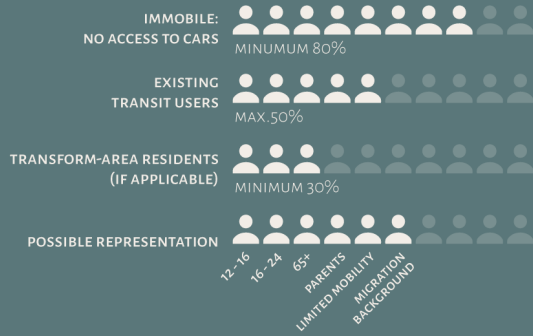 IMMOBILE:
NO ACCESS TO CARS
MINUMUM 80%
EXISTING
TRANSIT USERS
MAX.50%
TRANSFORM-AREA RESIDENTS
(IF APPLICABLE)
MINIMUM 30%
POSSIBLE REPRESENTATION
12 - 16
16 - 24
65+
PARENTS
LIMITED MOBILITY
MIGRATION
BACKGROUND